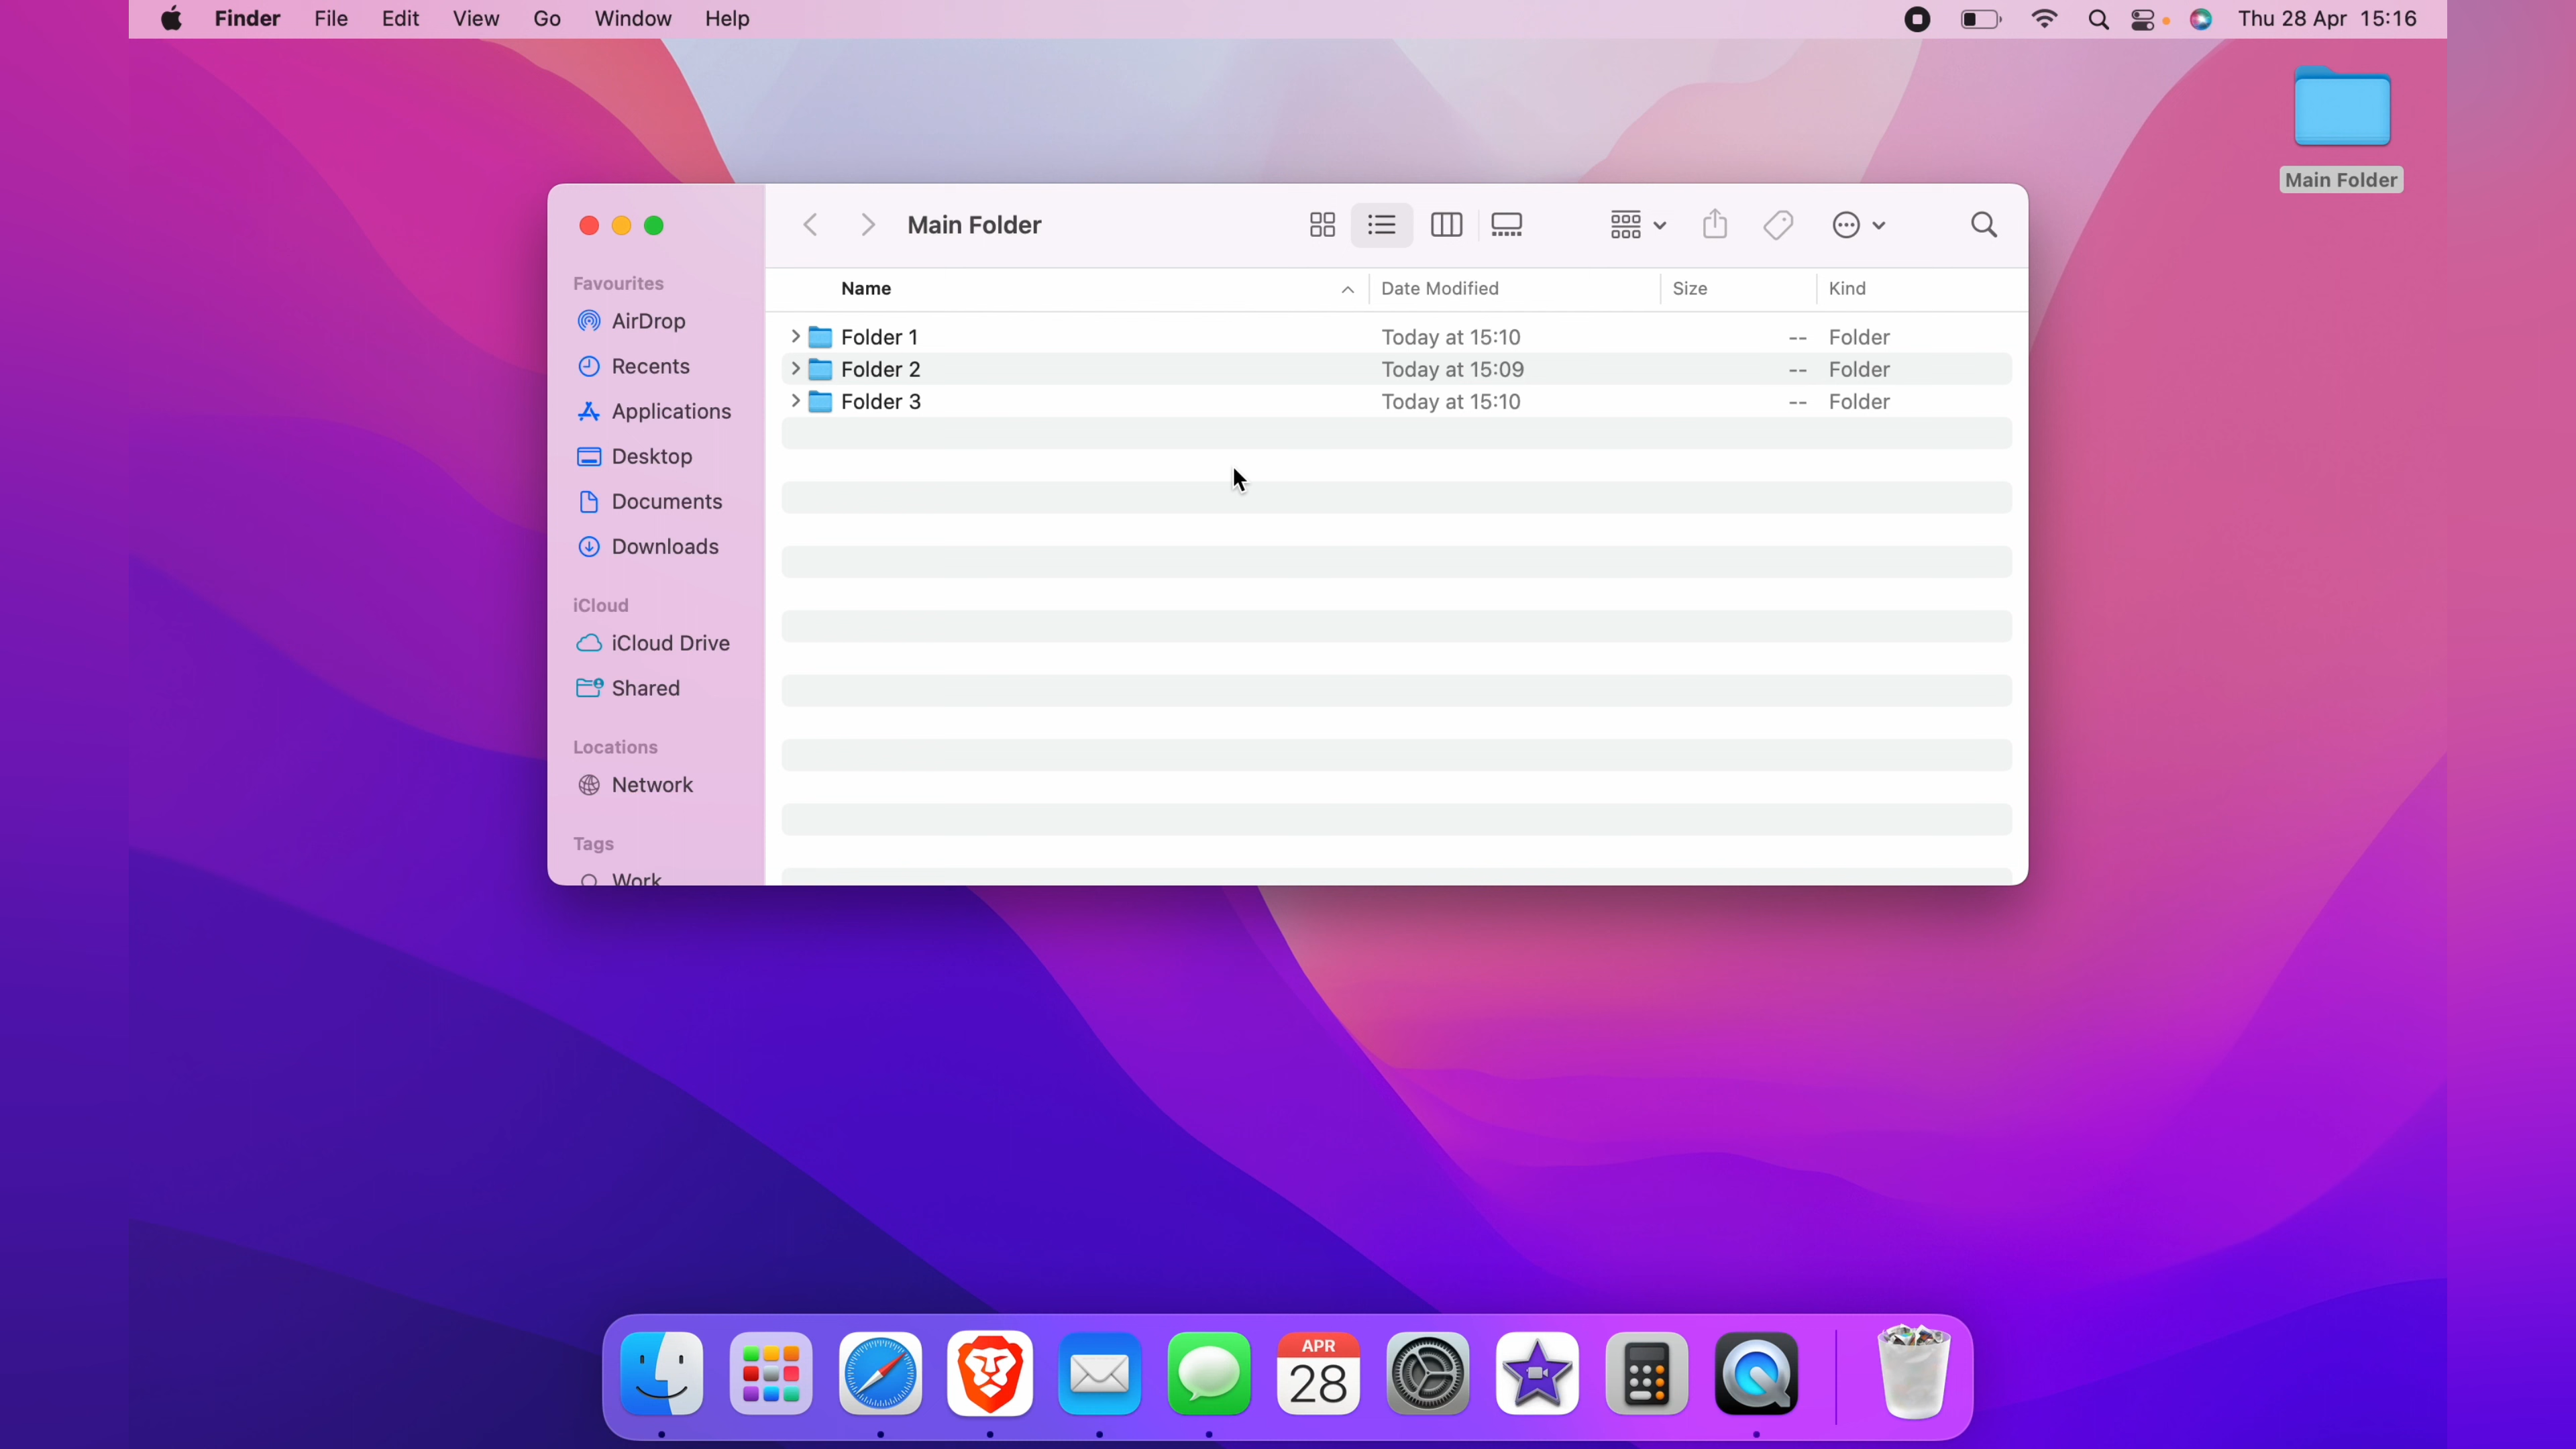 Finder File Edit View Go Window Help Thu 28 Apr 15:16
Main Folder
Main Folder
Favourites
AirDrop
Recents
Applications
Desktop
Documents
Downloads
iCloud
iCloud Drive
Shared
Locations
Network
Tags
Work
Name Date Modified Size Kind
Folder 1 Today at 15:10 -- Folder
Folder 2 Today at 15:09 -- Folder
Folder 3 Today at 15:10 -- Folder
APR
28